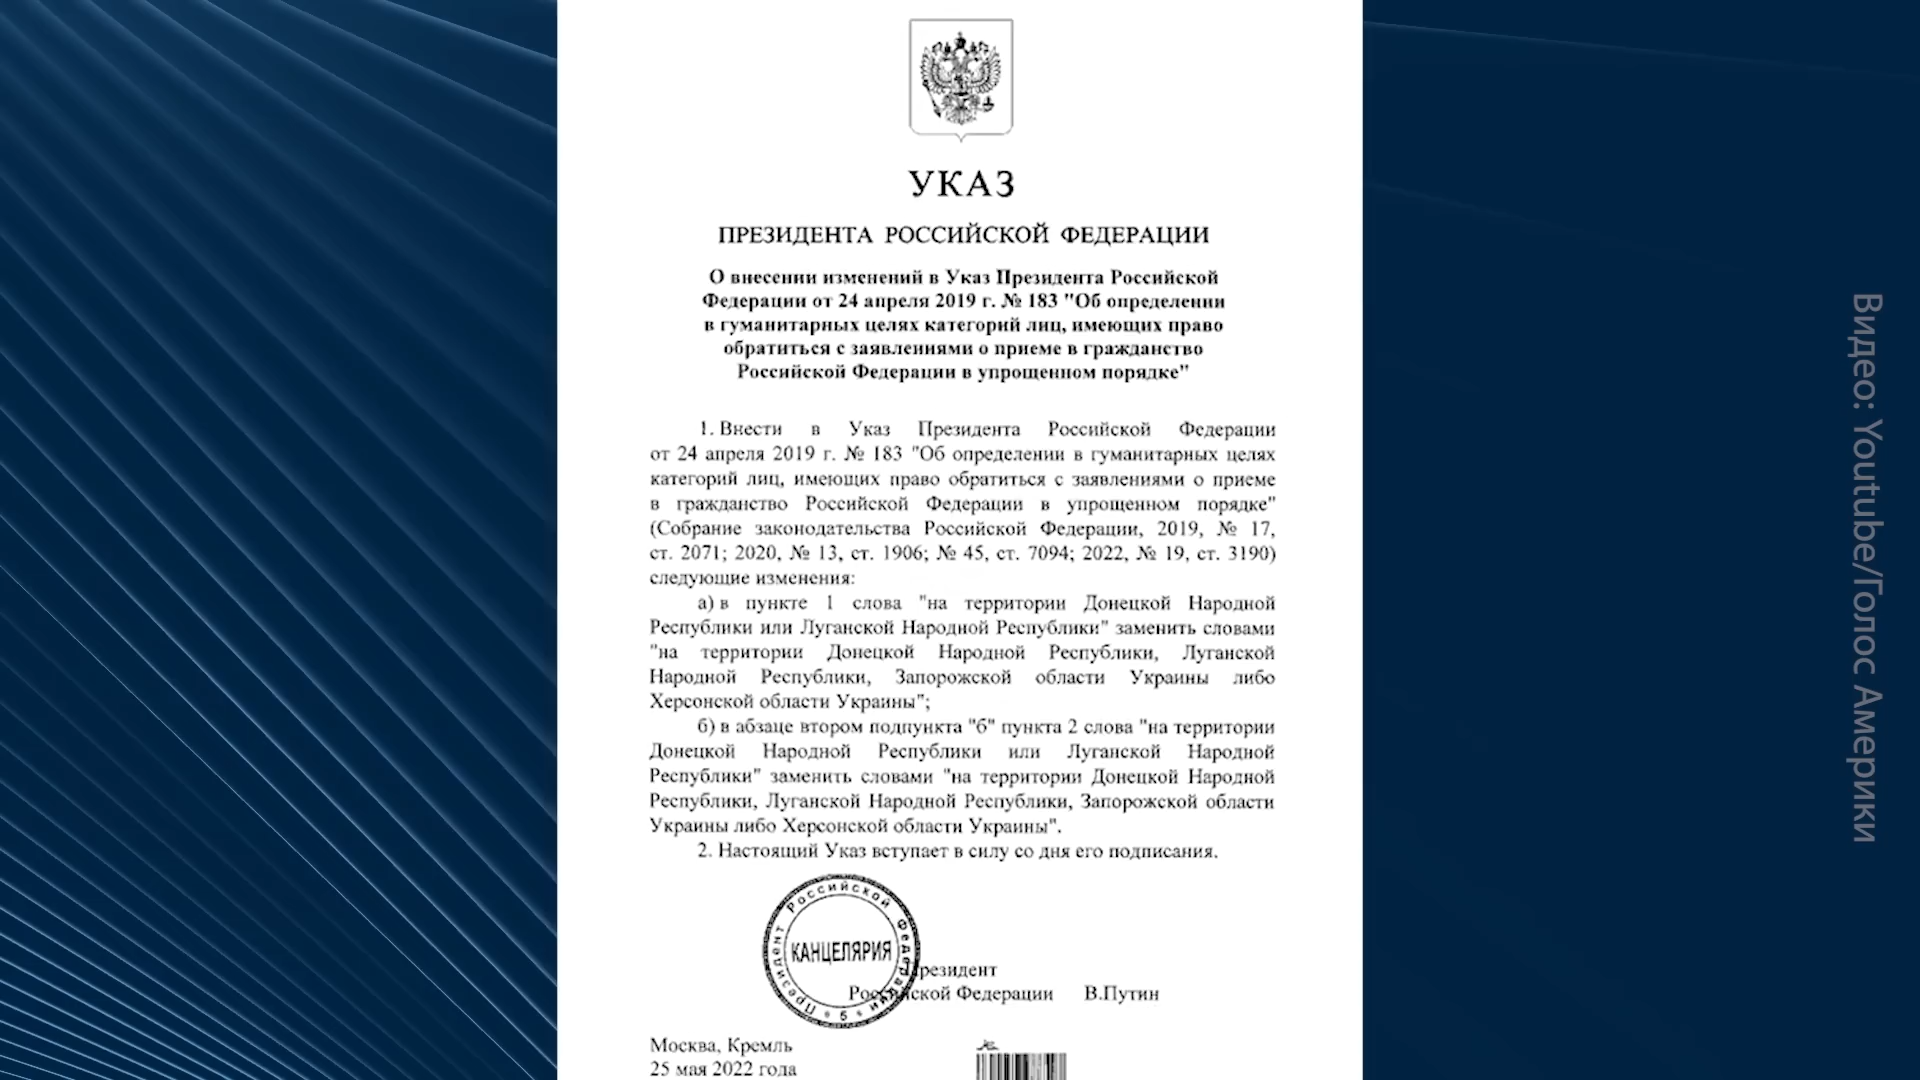 УКАЗ
ПРЕЗИДЕНТА РОССИЙСКОЙ ФЕДЕРАЦИИ
О внесении изменений в Указ Президента Российской
Федерации от 24 апреля 2019 г. № 183 "Об определении
в гуманитарных целях категорий лиц, имеющих право
обратиться с заявлениями о приеме в гражданство
Российской Федерации в упрощенном порядке"
1. Внести в Указ Президента Российской Федерации
от 24 апреля 2019 г. № 183 "Об определении в гуманитарных целях
категорий лиц, имеющих право обратиться с заявлениями о приеме
в гражданство Российской Федерации в упрощенном порядке"
(Собрание законодательства Российской Федерации, 2019, № 17,
ст. 2071; 2020, № 13, ст. 1906; № 45, ст. 7094; 2022, № 19, ст. 3190)
следующие изменения:
а) в пункте 1 слова "на территории Донецкой Народной
Республики или Луганской Народной Республики" заменить словами
"на территории Донецкой Народной Республики, Луганской
Народной Республики, Запорожской области Украины либо
Херсонской области Украины";
б) в абзаце втором подпункта "б" пункта 2 слова "на территории
Донецкой Народной Республики или Луганской Народной
Республики" заменить словами "на территории Донецкой Народной
Республики, Луганской Народной Республики, Запорожской области
Украины либо Херсонской области Украины".
2. Настоящий Указ вступает в силу со дня его подписания.
Президент Российской Федерации * 5 *
КАНЦЕЛЯРИЯ
Президент
Российской Федерации В.Путин
Москва, Кремль
25 мая 2022 года
Видео: Youtube/Голос Америки